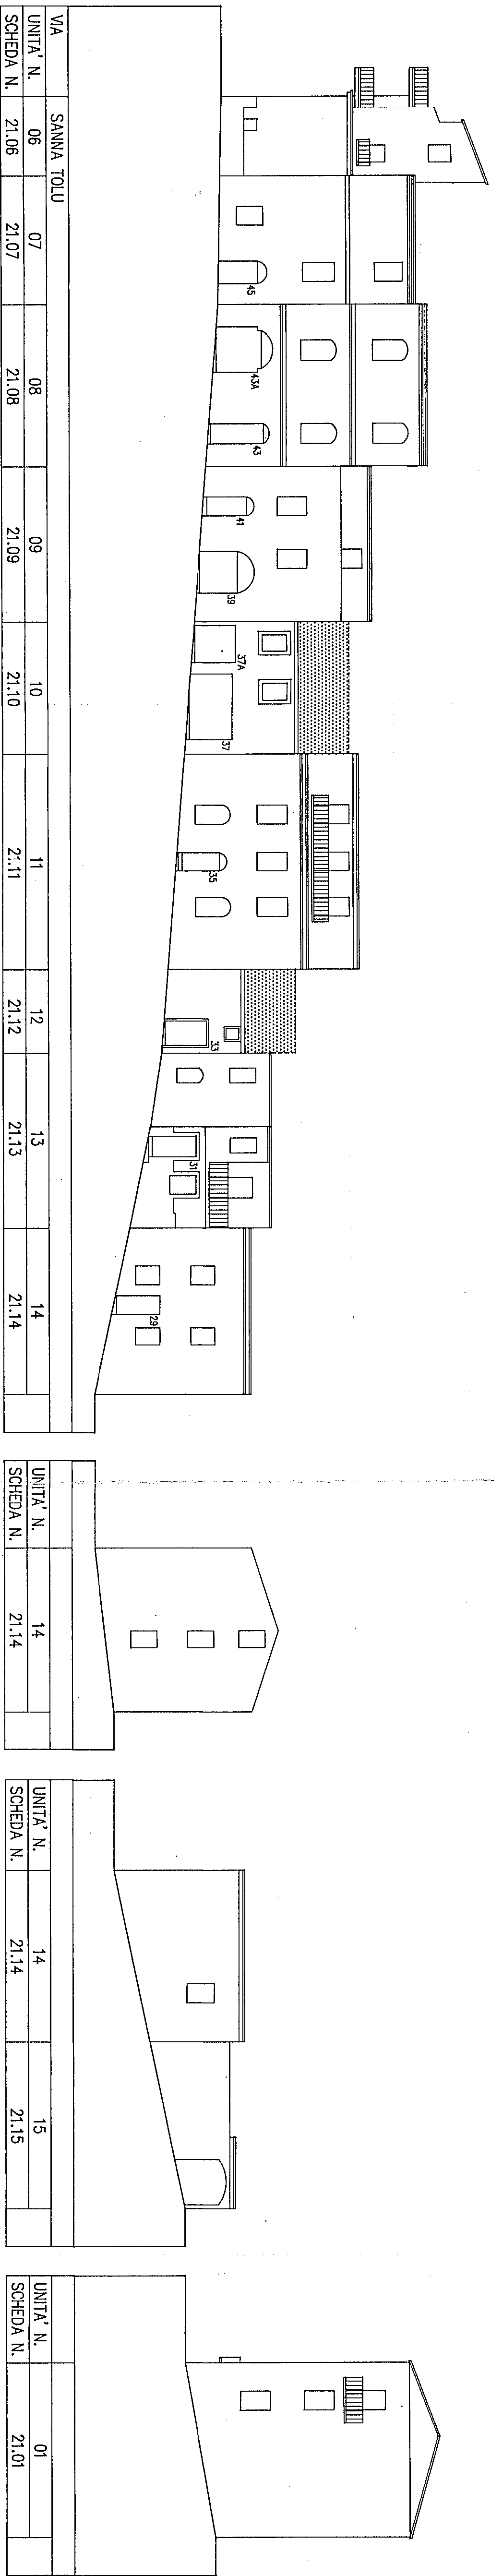 45
43A
43
41
39
37A
37
35
33
31
29
VIA SANNA TOLU
UNITA' N. 06 07 08 09 10 11 12 13 14
SCHEDA N. 21.06 21.07 21.08 21.09 21.10 21.11 21.12 21.13 21.14
UNITA' N. 14
SCHEDA N. 21.14
UNITA' N. 14 15
SCHEDA N. 21.14 21.15
UNITA' N. 01
SCHEDA N. 21.01